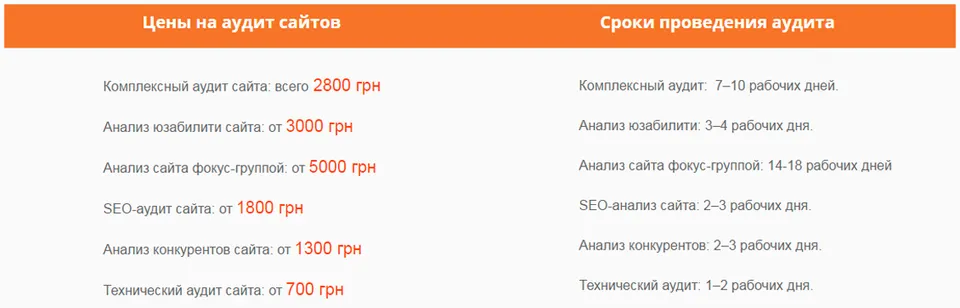 Цены на аудит сайтов
Сроки проведения аудита
Комплексный аудит сайта: всего 2800 грн
Комплексный аудит: 7–10 рабочих дней.
Анализ юзабилити сайта: от 3000 грн
Анализ юзабилити: 3–4 рабочих дня.
Анализ сайта фокус-группой: от 5000 грн
Анализ сайта фокус-группой: 14-18 рабочих дней
SEO-аудит сайта: от 1800 грн
SEO-анализ сайта: 2–3 рабочих дня.
Анализ конкурентов сайта: от 1300 грн
Анализ конкурентов: 2–3 рабочих дня.
Технический аудит сайта: от 700 грн
Технический аудит: 1–2 рабочих дня.